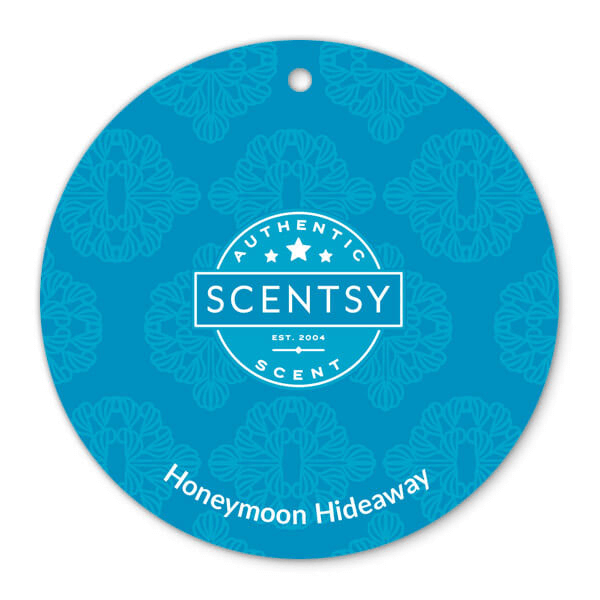 AUTHENTIC
SCENTSY
EST. 2004
SCENT
Honeymoon Hideaway